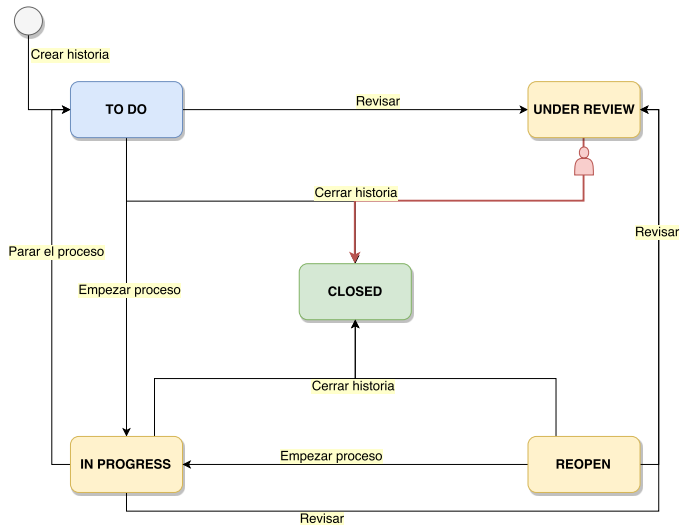 Crear historia
TO DO
Revisar
UNDER REVIEW
Cerrar historia
Revisar
Parar el proceso
Empezar proceso
CLOSED
Cerrar historia
IN PROGRESS
Empezar proceso
REOPEN
Revisar